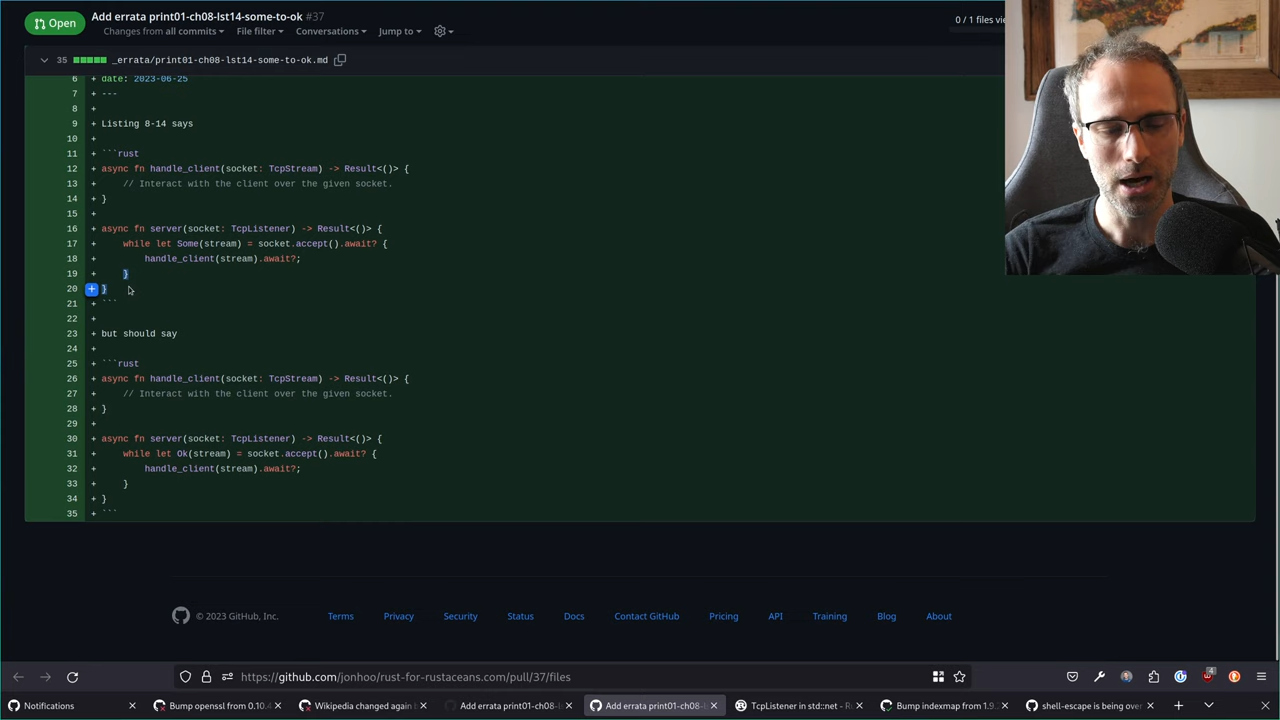 Open
Add errata print01-ch08-lst14-some-to-ok #37
Changes from all commits
File filter
Conversations
Jump to
0 / 1 files
35 _errata/print01-ch08-lst14-some-to-ok.md
6 + date: 2023-06-25
7 + ---
8 +
9 + Listing 8-14 says
10 +
11 + ```rust
12 + async fn handle_client(socket: TcpStream) -> Result<()> {
13 + // Interact with the client over the given socket.
14 + }
15 +
16 + async fn server(socket: TcpListener) -> Result<()> {
17 + while let Some(stream) = socket.accept().await? {
18 + handle_client(stream).await?;
19 + }
20 + }
21 + ```
22 +
23 + but should say
24 +
25 + ```rust
26 + async fn handle_client(socket: TcpStream) -> Result<()> {
27 + // Interact with the client over the given socket.
28 + }
29 +
30 + async fn server(socket: TcpListener) -> Result<()> {
31 + while let Ok(stream) = socket.accept().await? {
32 + handle_client(stream).await?;
33 + }
34 + }
35 + ```
© 2023 GitHub, Inc.
Terms
Privacy
Security
Status
Docs
Contact GitHub
Pricing
API
Training
Blog
About
https://github.com/jonhoo/rust-for-rustaceans.com/pull/37/files
4
Notifications
Bump openssl from 0.10.4
Wikipedia changed again
Add errata print01-ch08-l
Add errata print01-ch08-l
TcpListener in std::net - Ru
Bump indexmap from 1.9.
shell-escape is being over